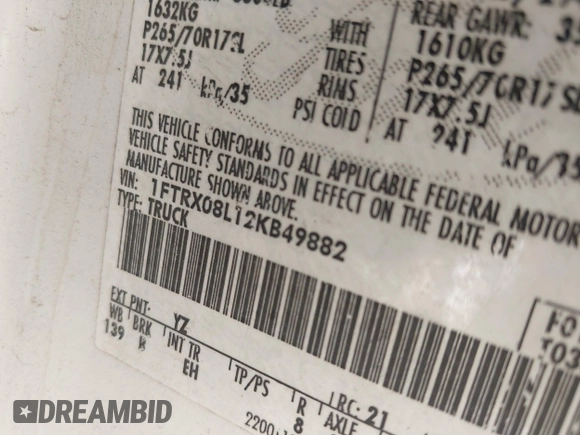 1632KG
P265/70R17SL
17X7.5J
AT 241 kPa/35
WITH
TIRES
RIMS
PSI COLD
REAR GAWR:
1610KG
P265/70R17
17X7.5J
AT 241 kPa/35
THIS VEHICLE CONFORMS TO ALL APPLICABLE FEDERAL MOTOR
VEHICLE SAFETY STANDARDS IN EFFECT ON THE DATE OF
MANUFACTURE SHOWN ABOVE.
VIN: 1FTRX08L12KB49882
TYPE: TRUCK
EXT PNT: YZ
WB BRK INT TR TP/PS R AXLE
139 EH 8
RC: 21
DREAMBID